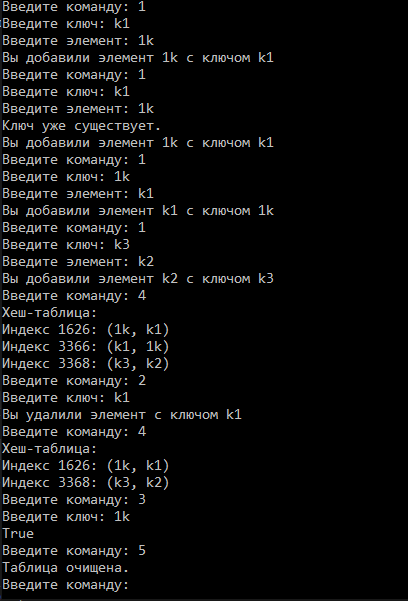 Введите команду: 1
Введите ключ: k1
Введите элемент: 1k
Вы добавили элемент 1k с ключом k1
Введите команду: 1
Введите ключ: k1
Введите элемент: 1k
Ключ уже существует.
Вы добавили элемент 1k с ключом k1
Введите команду: 1
Введите ключ: 1k
Введите элемент: k1
Вы добавили элемент k1 с ключом 1k
Введите команду: 1
Введите ключ: k3
Введите элемент: k2
Вы добавили элемент k2 с ключом k3
Введите команду: 4
Хеш-таблица:
Индекс 1626: (1k, k1)
Индекс 3366: (k1, 1k)
Индекс 3368: (k3, k2)
Введите команду: 2
Введите ключ: k1
Вы удалили элемент с ключом k1
Введите команду: 4
Хеш-таблица:
Индекс 1626: (1k, k1)
Индекс 3368: (k3, k2)
Введите команду: 3
Введите ключ: 1k
True
Введите команду: 5
Таблица очищена.
Введите команду: